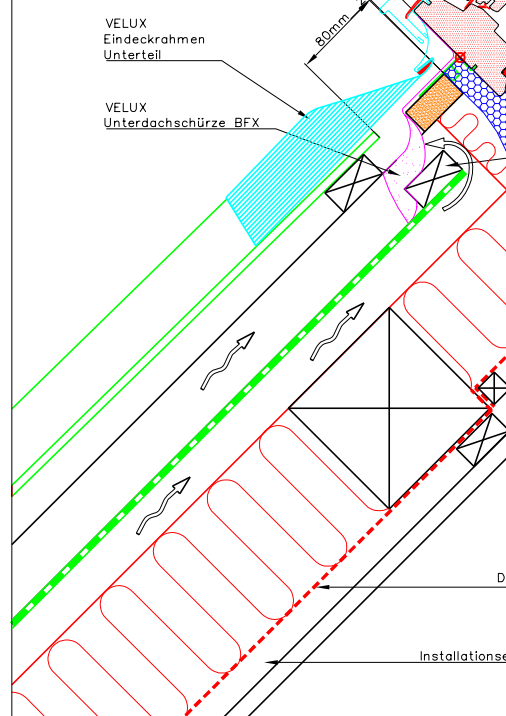 VELUX
Eindeckrahmen
Unterteil
80mm
VELUX
Unterdachschürze BFX
D
Installationse